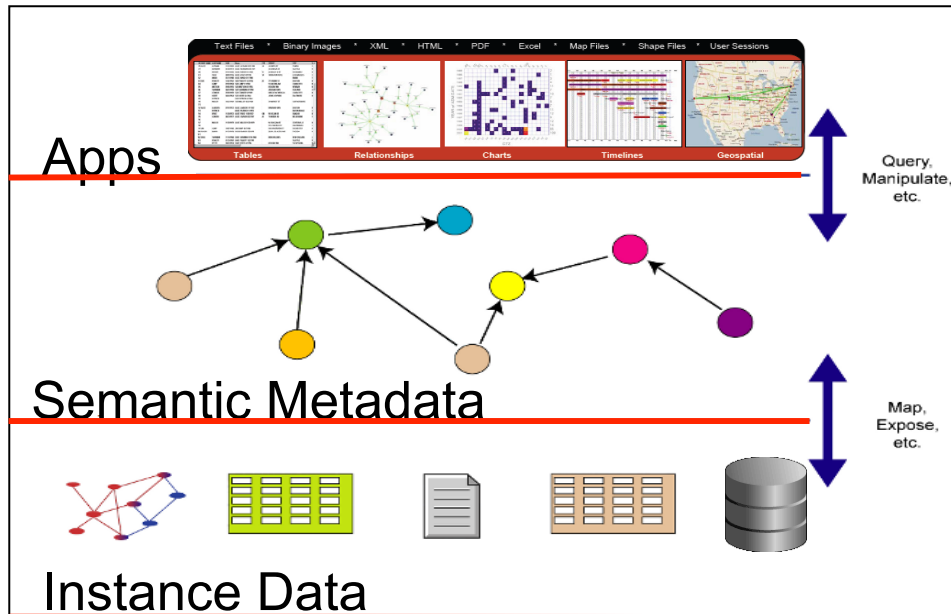 Text Files * Binary Images * XML * HTML * PDF * Excel * Map Files * Shape Files * User Sessions
Tables Relationships Charts Timelines Geospatial
Apps
Query,
Manipulate,
etc.
Semantic Metadata
Map,
Expose,
etc.
Instance Data